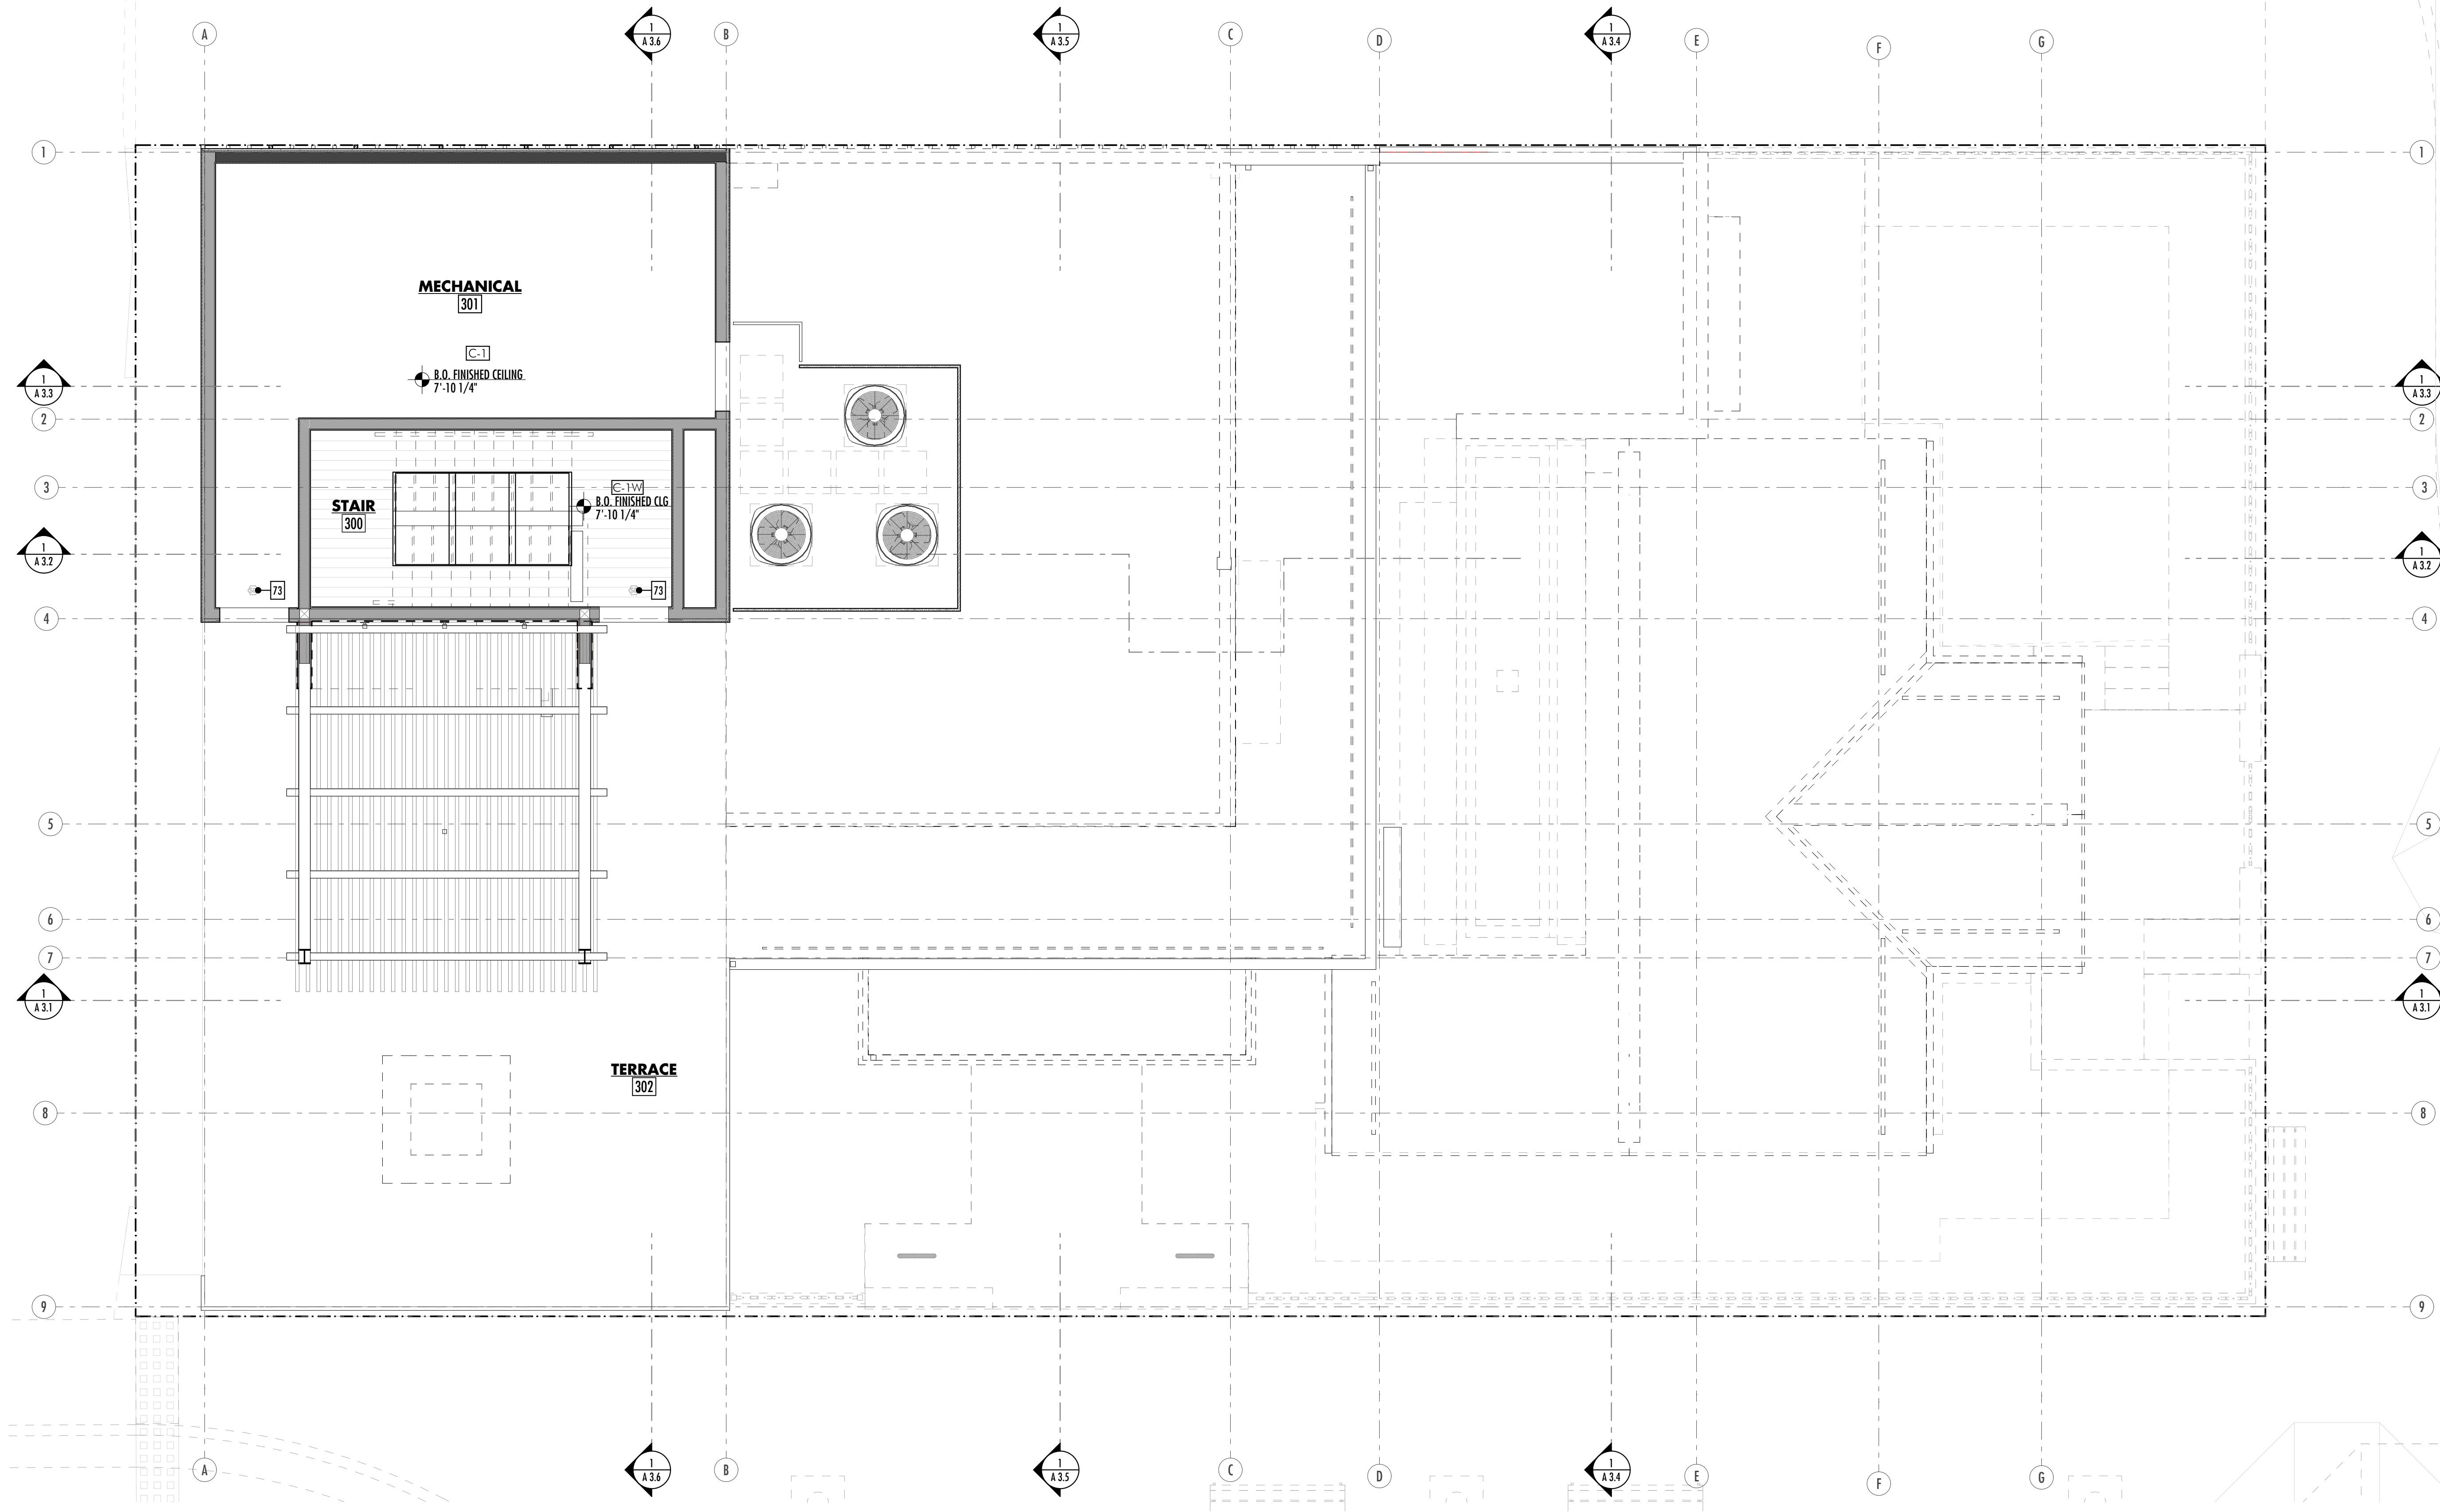 A
1
A 3.6
B
1
A 3.5
C
D
1
A 3.4
E
F
G
1
1
MECHANICAL
301
C-1
B.O. FINISHED CEILING
7'-10 1/4"
1
A 3.3
1
A 3.3
2
2
3
3
C-1W
B.O. FINISHED CLG
7'-10 1/4"
STAIR
300
1
A 3.2
1
A 3.2
73
73
4
4
5
5
6
6
7
7
1
A 3.1
1
A 3.1
TERRACE
302
8
8
9
9
A
1
A 3.6
B
1
A 3.5
C
D
1
A 3.4
E
F
G